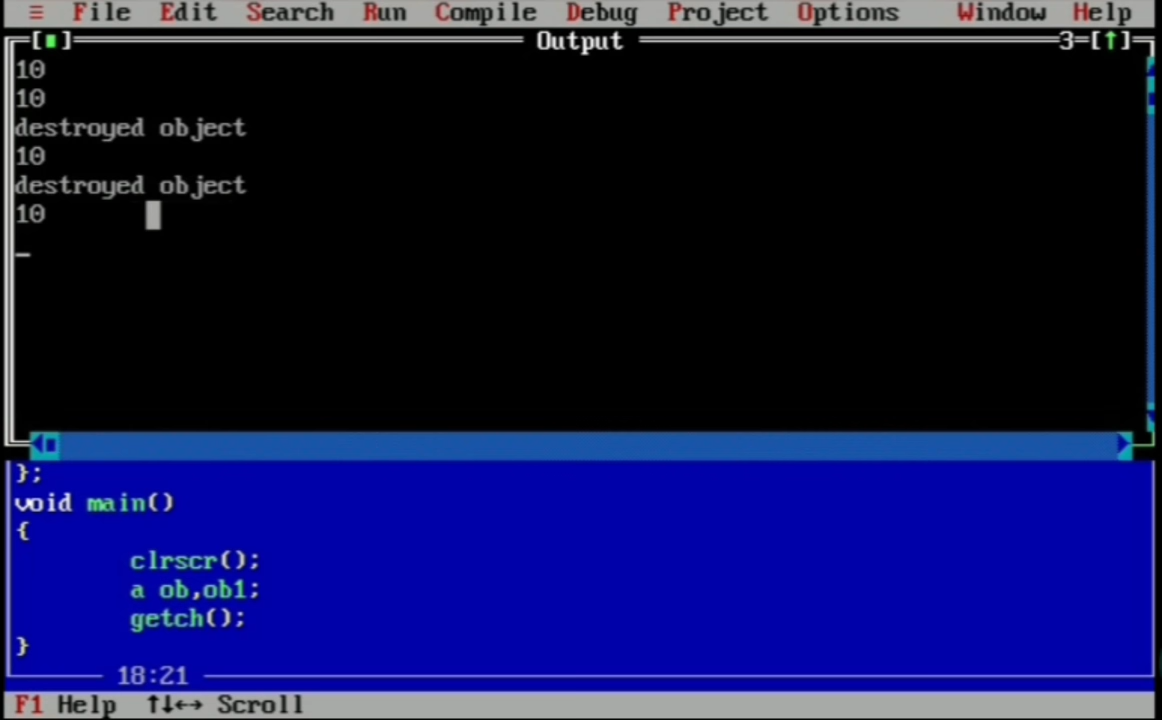 ≡ File Edit Search Run Compile Debug Project Options Window Help
[■] Output 3=[↑]
10
10
destroyed object
10
destroyed object
10
_
};
void main()
{
clrscr();
a ob,ob1;
getch();
}
18:21
F1 Help ↑↓↔ Scroll